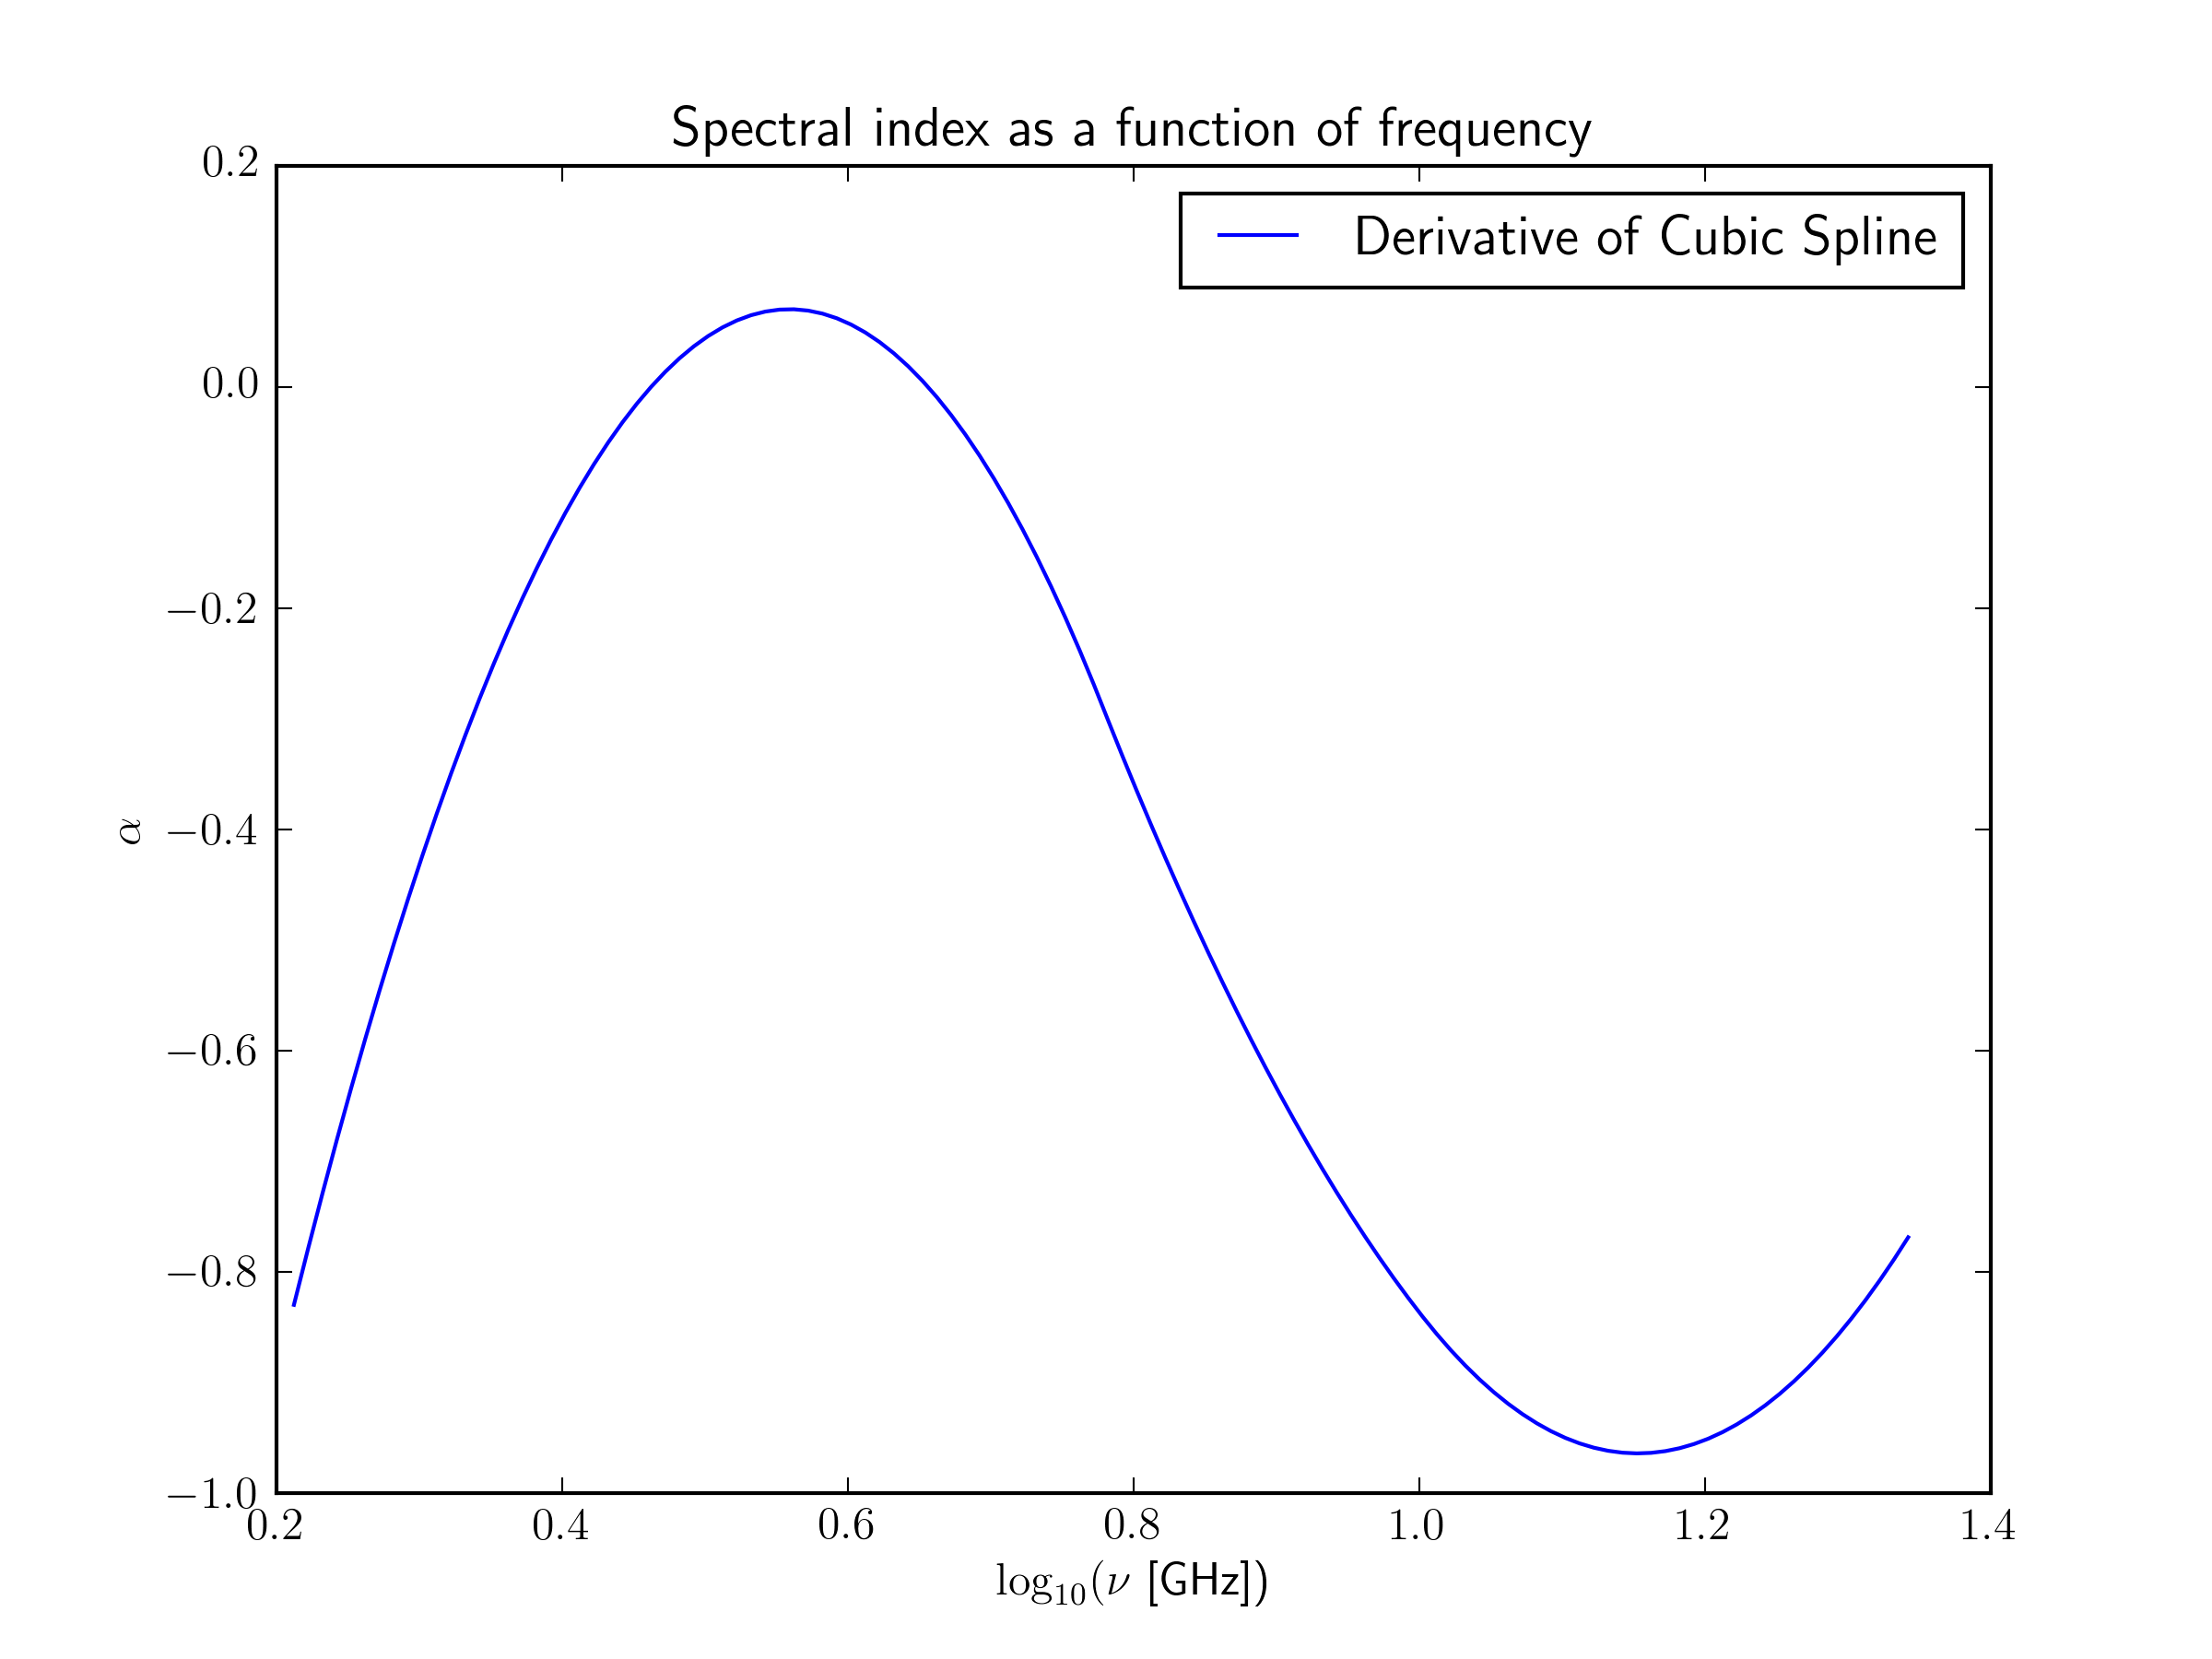 Spectral index as a function of frequency
Derivative of Cubic Spline
0.2
0.0
−0.2
−0.4
−0.6
−0.8
−1.0
α
0.2 0.4 0.6 0.8 1.0 1.2 1.4
log₁₀(ν [GHz])